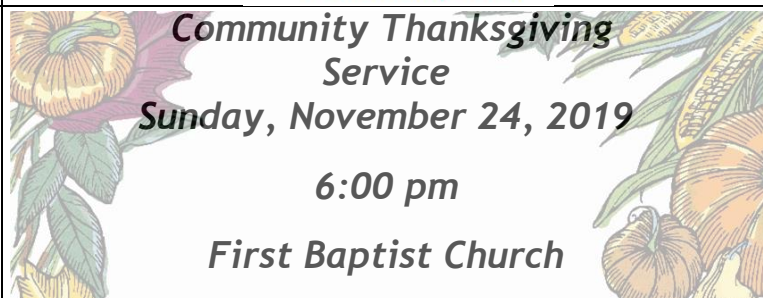 Community Thanksgiving
Service
Sunday, November 24, 2019
6:00 pm
First Baptist Church